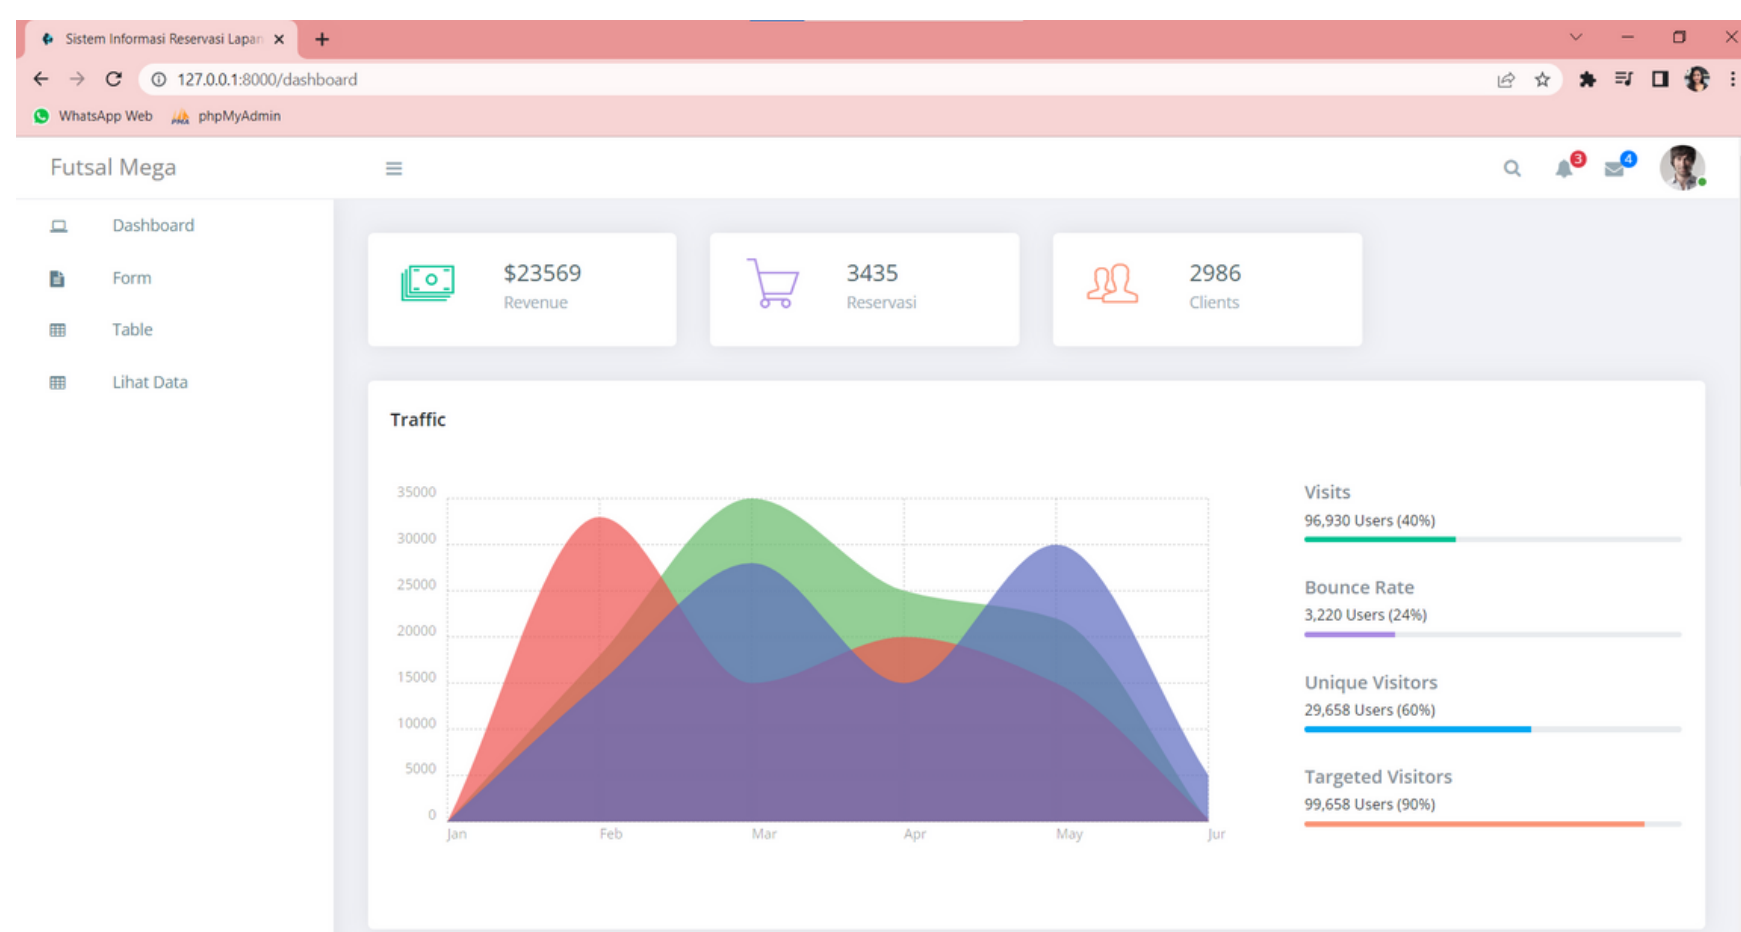 Sistem Informasi Reservasi Lapan
127.0.0.1:8000/dashboard
WhatsApp Web
phpMyAdmin
Futsal Mega
3
4
Dashboard
Form
Table
Lihat Data
$23569
Revenue
3435
Reservasi
2986
Clients
Traffic
35000
30000
25000
20000
15000
10000
5000
0
Jan
Feb
Mar
Apr
May
Jur
Visits
96,930 Users (40%)
Bounce Rate
3,220 Users (24%)
Unique Visitors
29,658 Users (60%)
Targeted Visitors
99,658 Users (90%)